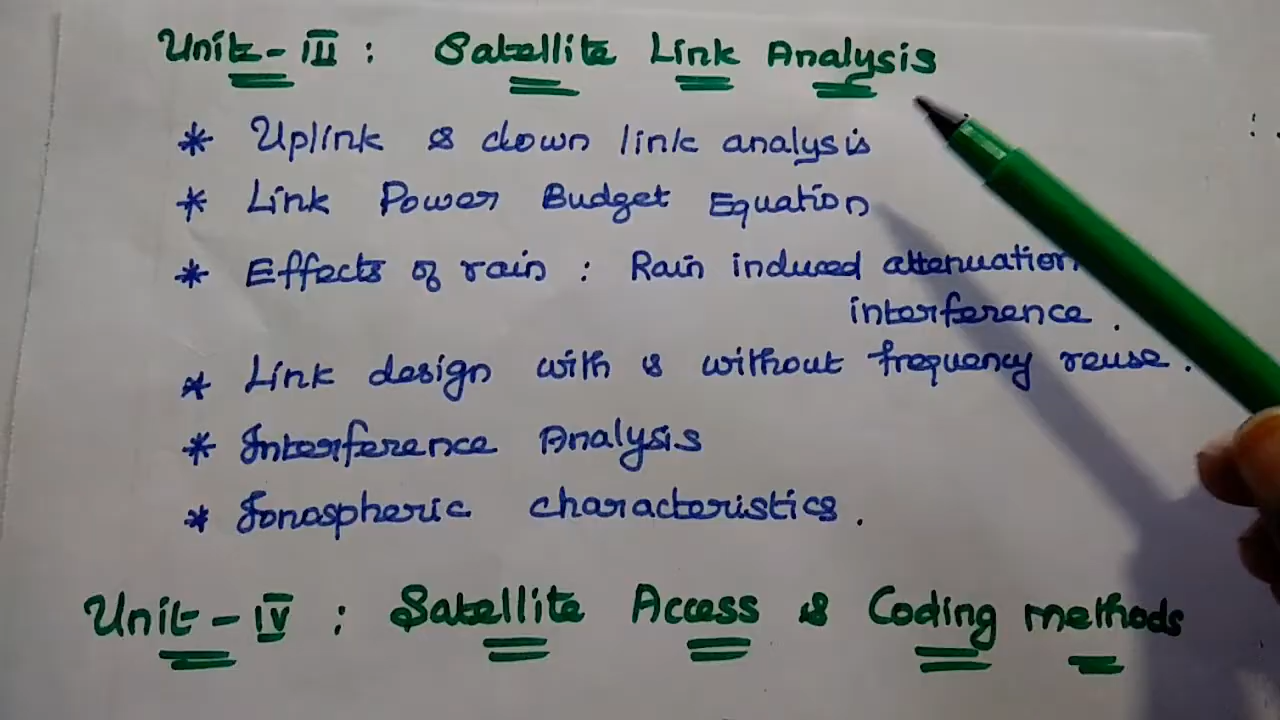 Unit - III : Satellite Link Analysis
* Uplink & down link analysis
* Link Power Budget Equation
* Effects of rain : Rain induced attenuation
interference.
* Link design with & without frequency reuse.
* Interference Analysis
* Ionaspheric characteristics.
Unit - IV : Satellite Access & Coding methods